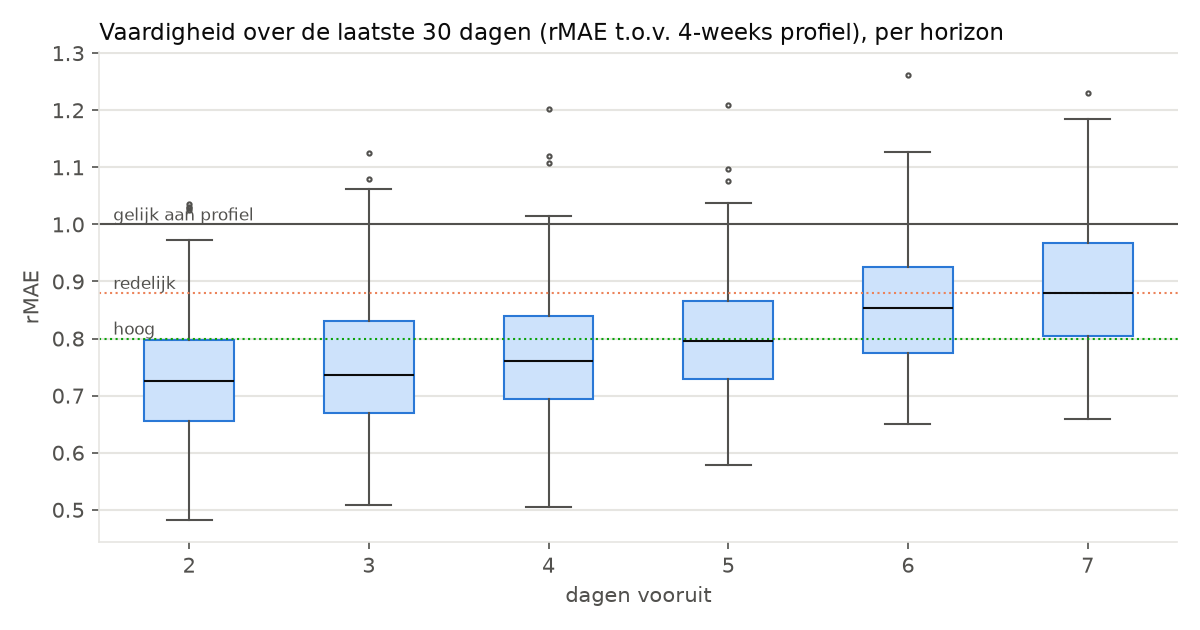 Vaardigheid over de laatste 30 dagen (rMAE t.o.v. 4-weeks profiel), per horizon
1.3
1.2
1.1
gelijk aan profiel
1.0
redelijk
0.9
hoog
0.8
0.7
0.6
0.5
rMAE
2 3 4 5 6 7
dagen vooruit